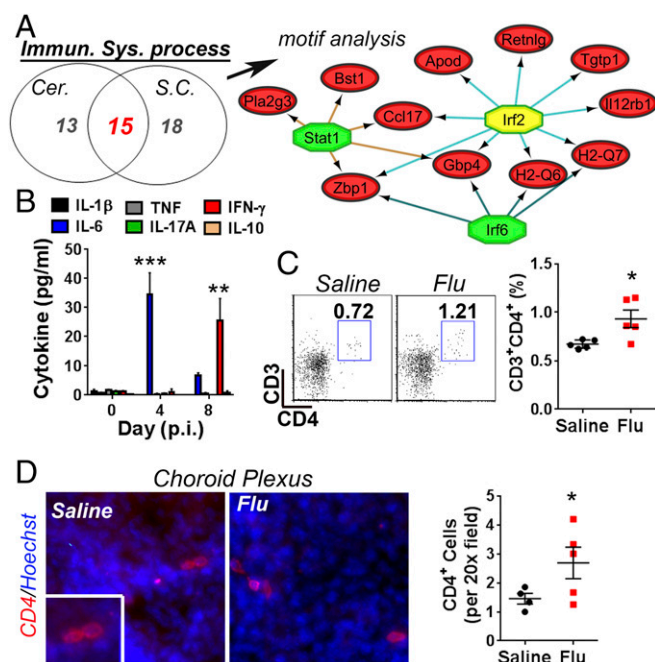 A
Immun. Sys. process
Cer.
S.C.
13
15
18
motif analysis
Retnlg
Apod
Tgtp1
Bst1
Pla2g3
Ccl17
Irf2
Il12rb1
Stat1
Gbp4
H2-Q6
H2-Q7
Zbp1
Irf6
B
IL-1β
TNF
IFN-γ
IL-6
IL-17A
IL-10
Cytokine (pg/ml)
50
40
30
20
10
0
***
**
0
4
8
Day (p.i.)
C
Saline
Flu
0.72
1.21
CD3
CD4
CD3+CD4+ (%)
1.5
1.0
0.5
0.0
*
Saline
Flu
D
Choroid Plexus
Saline
Flu
CD4/Hoechst
CD4+ Cells
(per 20x field)
5
4
3
2
1
0
*
Saline
Flu